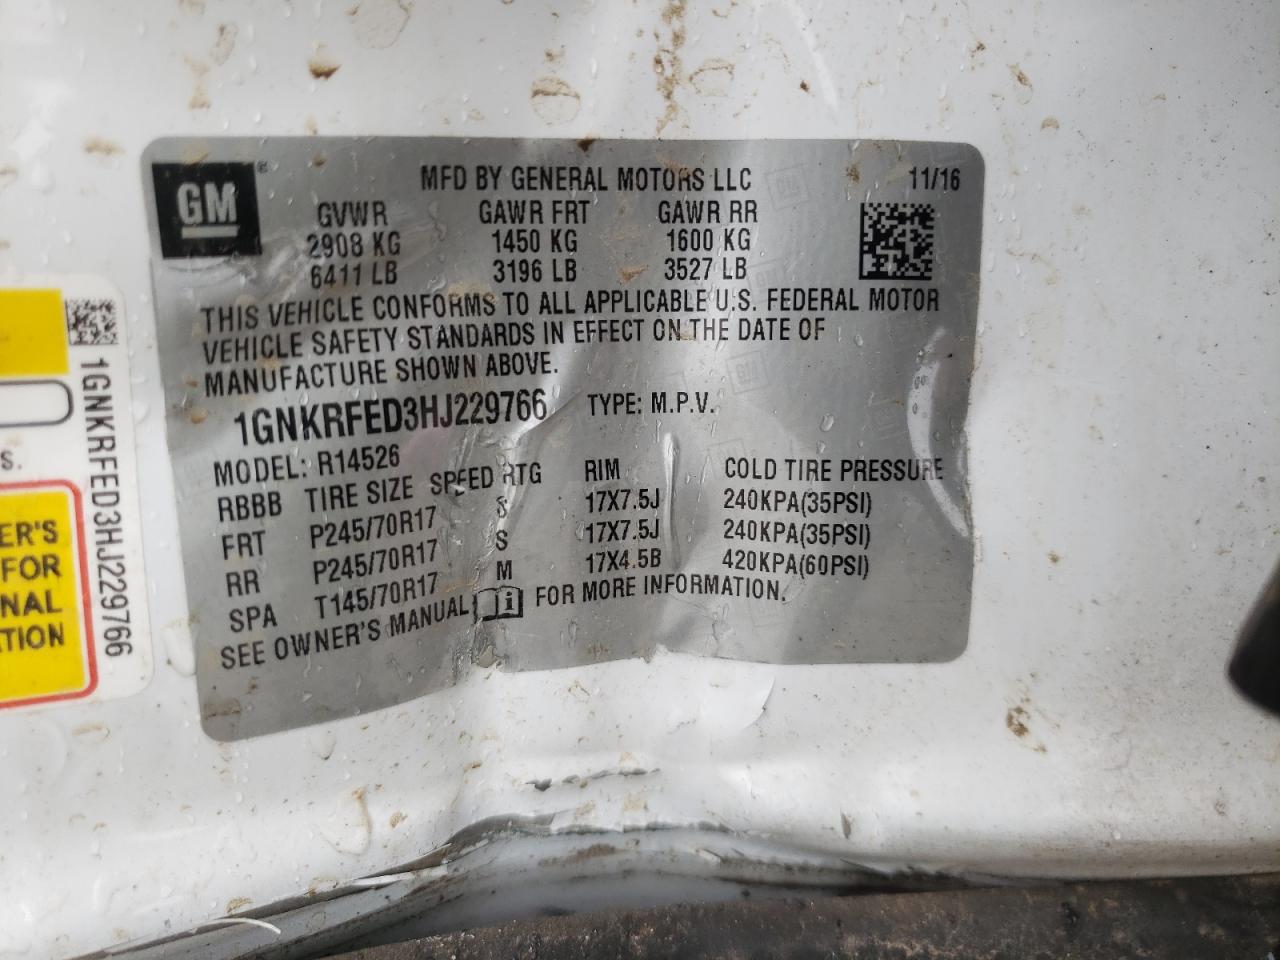 GM ®
MFD BY GENERAL MOTORS LLC 11/16
GVWR GAWR FRT GAWR RR
2908 KG 1450 KG 1600 KG
6411 LB 3196 LB 3527 LB
THIS VEHICLE CONFORMS TO ALL APPLICABLE U.S. FEDERAL MOTOR
VEHICLE SAFETY STANDARDS IN EFFECT ON THE DATE OF
MANUFACTURE SHOWN ABOVE.
1GNKRFED3HJ229766 TYPE: M.P.V.
MODEL: R14526
RBBB TIRE SIZE SPEED RTG RIM COLD TIRE PRESSURE
FRT P245/70R17 S 17X7.5J 240KPA(35PSI)
RR P245/70R17 S 17X7.5J 240KPA(35PSI)
SPA T145/70R17 M 17X4.5B 420KPA(60PSI)
SEE OWNER'S MANUAL i FOR MORE INFORMATION.
1GNKRFED3HJ229766
S.
ER'S
FOR
NAL
TION